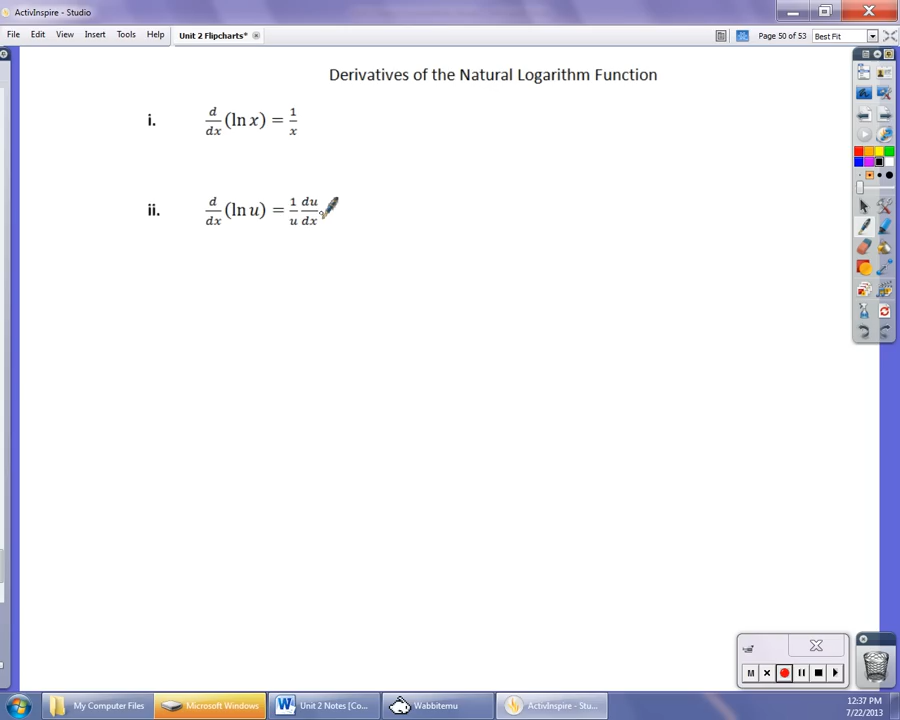 ActivInspire - Studio
File Edit View Insert Tools Help Unit 2 Flipcharts* Page 50 of 53 Best Fit
Derivatives of the Natural Logarithm Function
i. d/dx (ln x) = 1/x
ii. d/dx (ln u) = 1/u du/dx
M
My Computer Files Microsoft Windows Unit 2 Notes [Co... Wabbitemu ActivInspire - Stu...
12:37 PM
7/22/2013